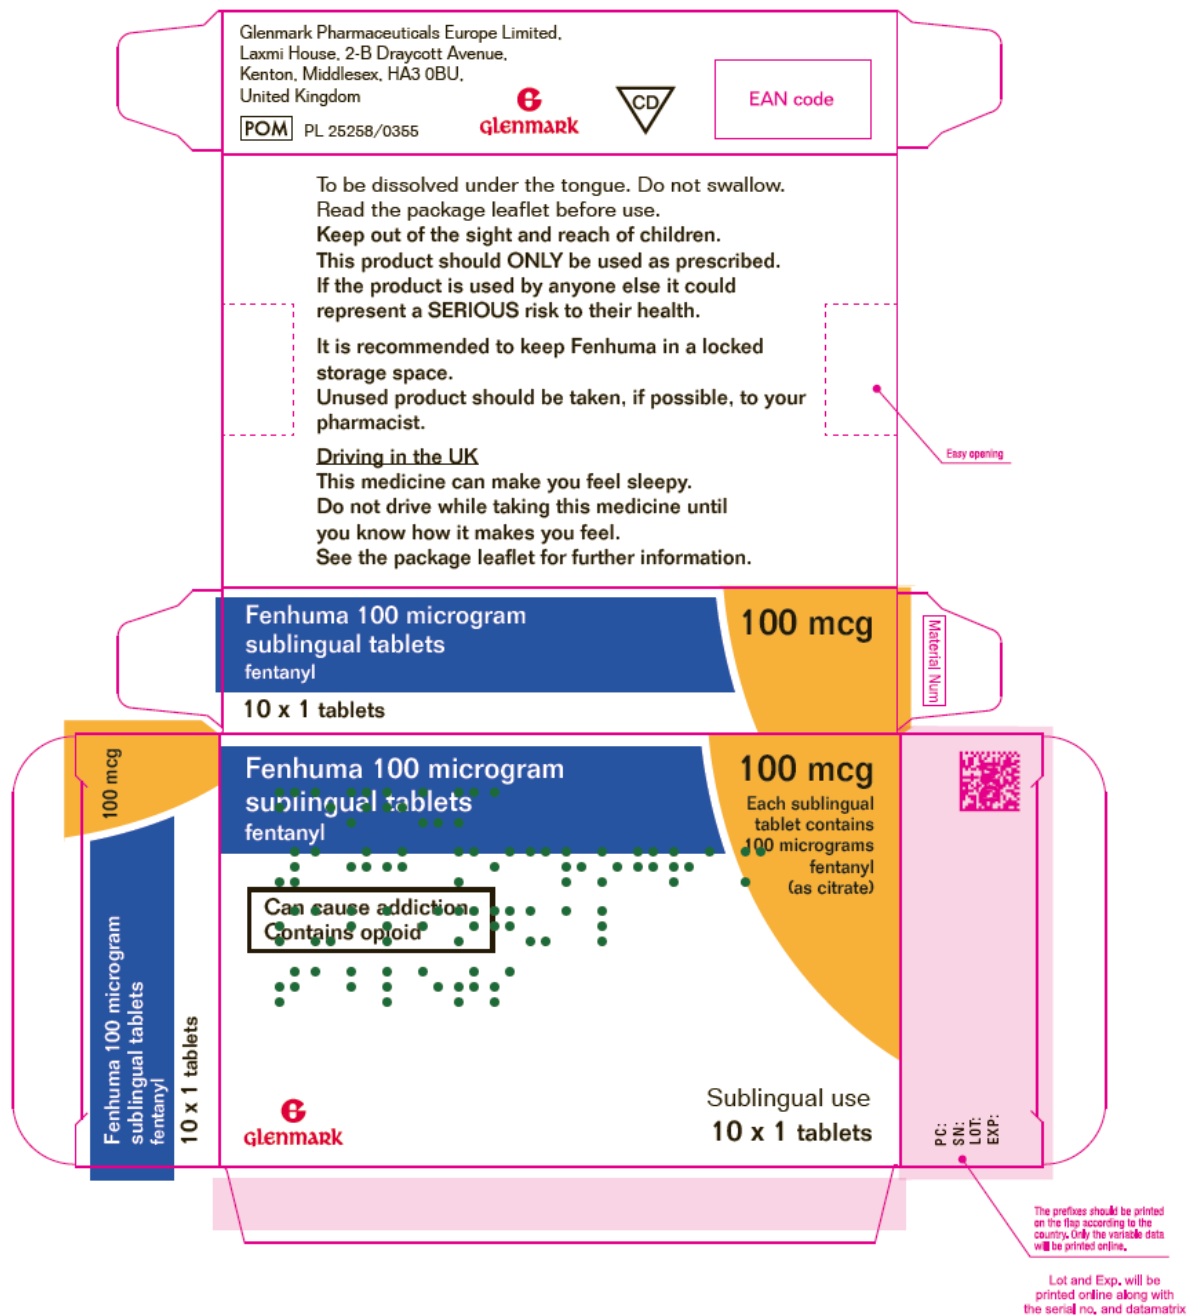 Glenmark Pharmaceuticals Europe Limited,
Laxmi House, 2-B Draycott Avenue,
Kenton, Middlesex, HA3 0BU,
United Kingdom
POM PL 25258/0355
Glenmark
CD
EAN code
To be dissolved under the tongue. Do not swallow.
Read the package leaflet before use.
Keep out of the sight and reach of children.
This product should ONLY be used as prescribed.
If the product is used by anyone else it could
represent a SERIOUS risk to their health.
It is recommended to keep Fenhuma in a locked
storage space.
Unused product should be taken, if possible, to your
pharmacist.
Driving in the UK
This medicine can make you feel sleepy.
Do not drive while taking this medicine until
you know how it makes you feel.
See the package leaflet for further information.
Easy opening
Fenhuma 100 microgram
sublingual tablets
fentanyl
10 x 1 tablets
100 mcg
Material Num
100 mcg
Fenhuma 100 microgram
sublingual tablets
fentanyl
10 x 1 tablets
Fenhuma 100 microgram
sublingual tablets
fentanyl
100 mcg
Each sublingual
tablet contains
100 micrograms
fentanyl
(as citrate)
Can cause addiction
Contains opioid
Glenmark
Sublingual use
10 x 1 tablets
PC:
SN:
LOT:
EXP:
The prefixes should be printed
on the flap according to the
country. Only the variable data
will be printed online.
Lot and Exp. will be
printed online along with
the serial no. and datamatrix